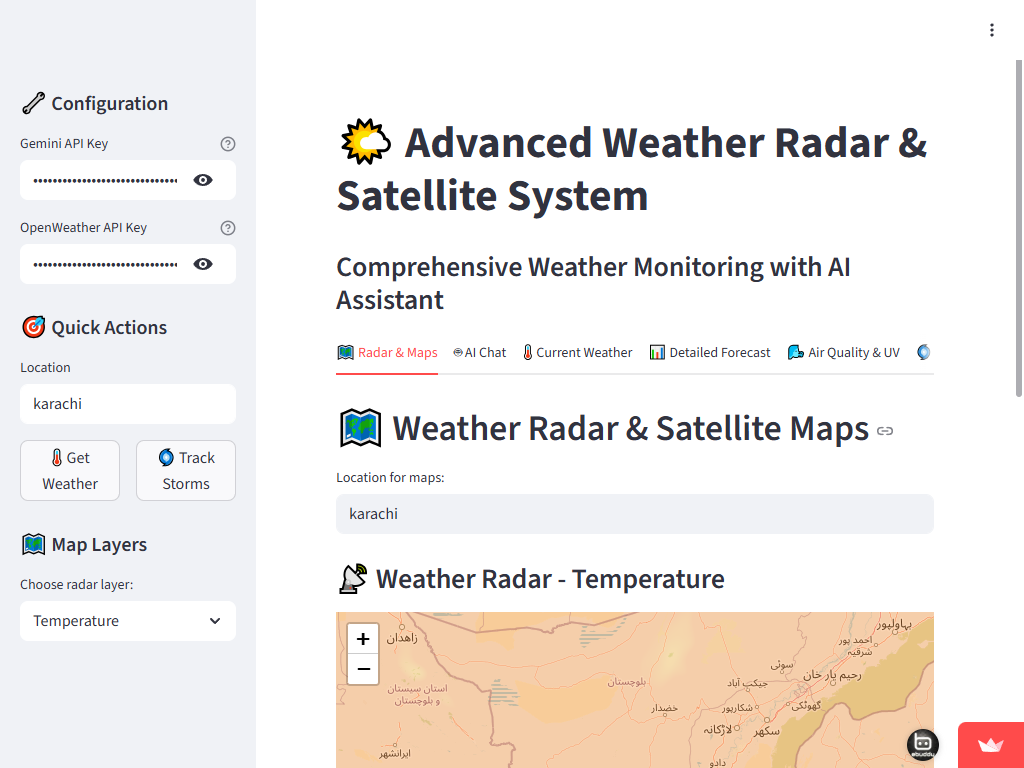 Configuration
Gemini API Key
OpenWeather API Key
Quick Actions
Location
karachi
Get
Weather
Track
Storms
Map Layers
Choose radar layer:
Temperature
Advanced Weather Radar &
Satellite System
Comprehensive Weather Monitoring with AI
Assistant
Radar & Maps
AI Chat
Current Weather
Detailed Forecast
Air Quality & UV
Weather Radar & Satellite Maps
Location for maps:
karachi
Weather Radar - Temperature
+
−
زاهدان
استان سیستان
و بلوچستان
ایرانشهر
بلوچستان
خضدار
بہاولپور
احمد پور
شرقیہ
سوئی
رحیم یار خان
جیکب آباد
شکارپور
گھوٹکی
لاڑکانہ
سکھر
دادو